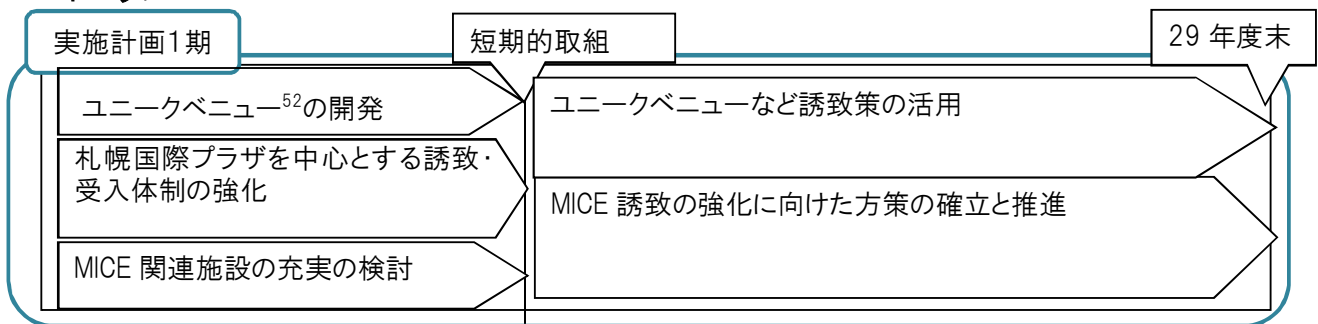 実施計画1期
短期的取組
29 年度末
ユニークベニュー52の開発
ユニークベニューなど誘致策の活用
札幌国際プラザを中心とする誘致・
受入体制の強化
MICE 誘致の強化に向けた方策の確立と推進
MICE 関連施設の充実の検討